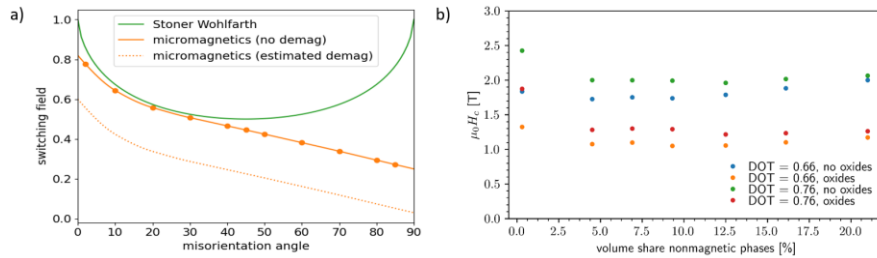 a)
switching field
1.0
0.8
0.6
0.4
0.2
0.0
Stoner Wohlfarth
micromagnetics (no demag)
micromagnetics (estimated demag)
0 10 20 30 40 50 60 70 80 90
misorientation angle
b)
μ₀Hc [T]
3.0
2.5
2.0
1.5
1.0
0.5
0.0
DOT = 0.66, no oxides
DOT = 0.66, oxides
DOT = 0.76, no oxides
DOT = 0.76, oxides
0.0 2.5 5.0 7.5 10.0 12.5 15.0 17.5 20.0
volume share nonmagnetic phases [%]